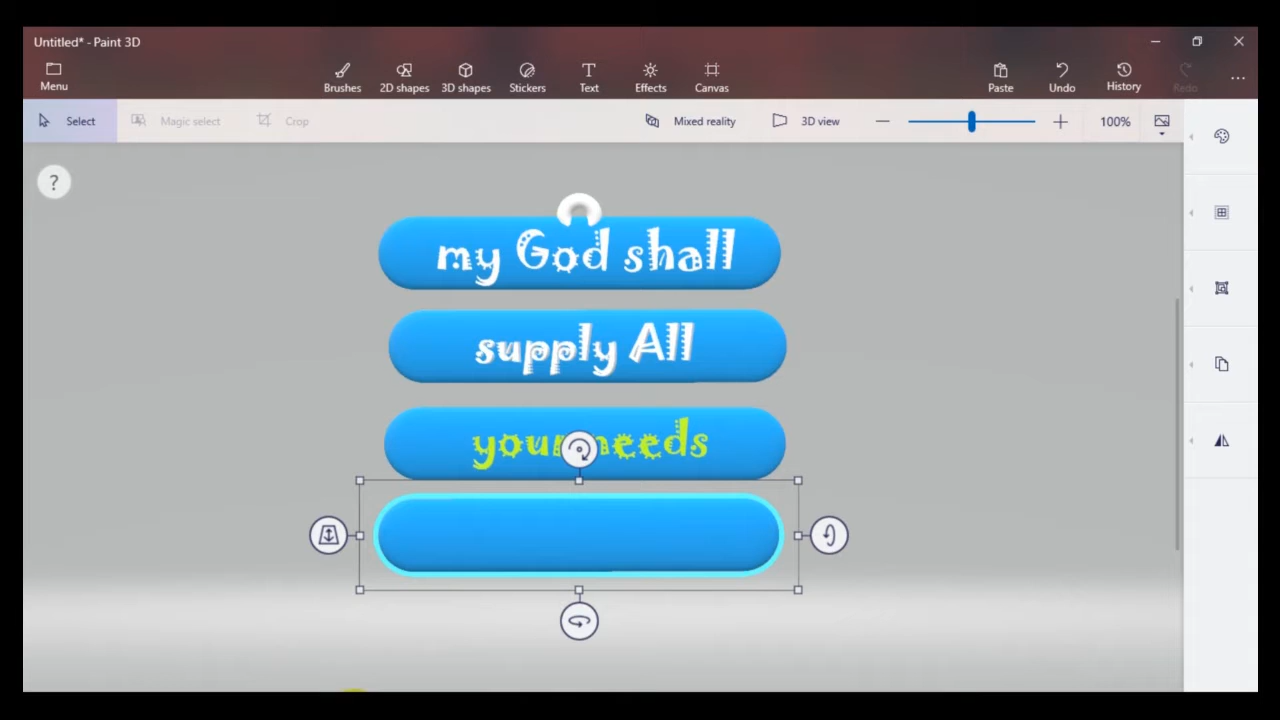 Untitled* - Paint 3D
Menu
Brushes
2D shapes
3D shapes
Stickers
Text
Effects
Canvas
Paste
Undo
History
Redo
Select
Magic select
Crop
Mixed reality
3D view
100%
?
my God shall
supply All
your needs